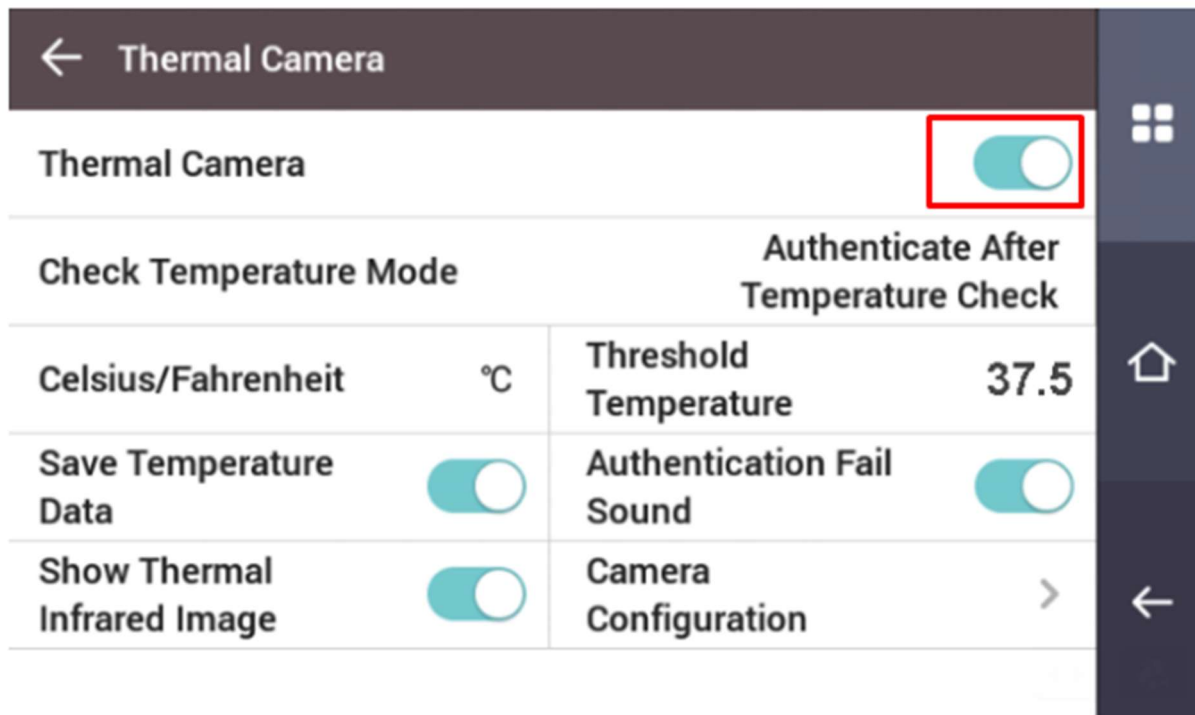 Thermal Camera
Thermal Camera
Check Temperature Mode
Authenticate After
Temperature Check
Celsius/Fahrenheit
℃
Threshold
Temperature
37.5
Save Temperature
Data
Authentication Fail
Sound
Show Thermal
Infrared Image
Camera
Configuration